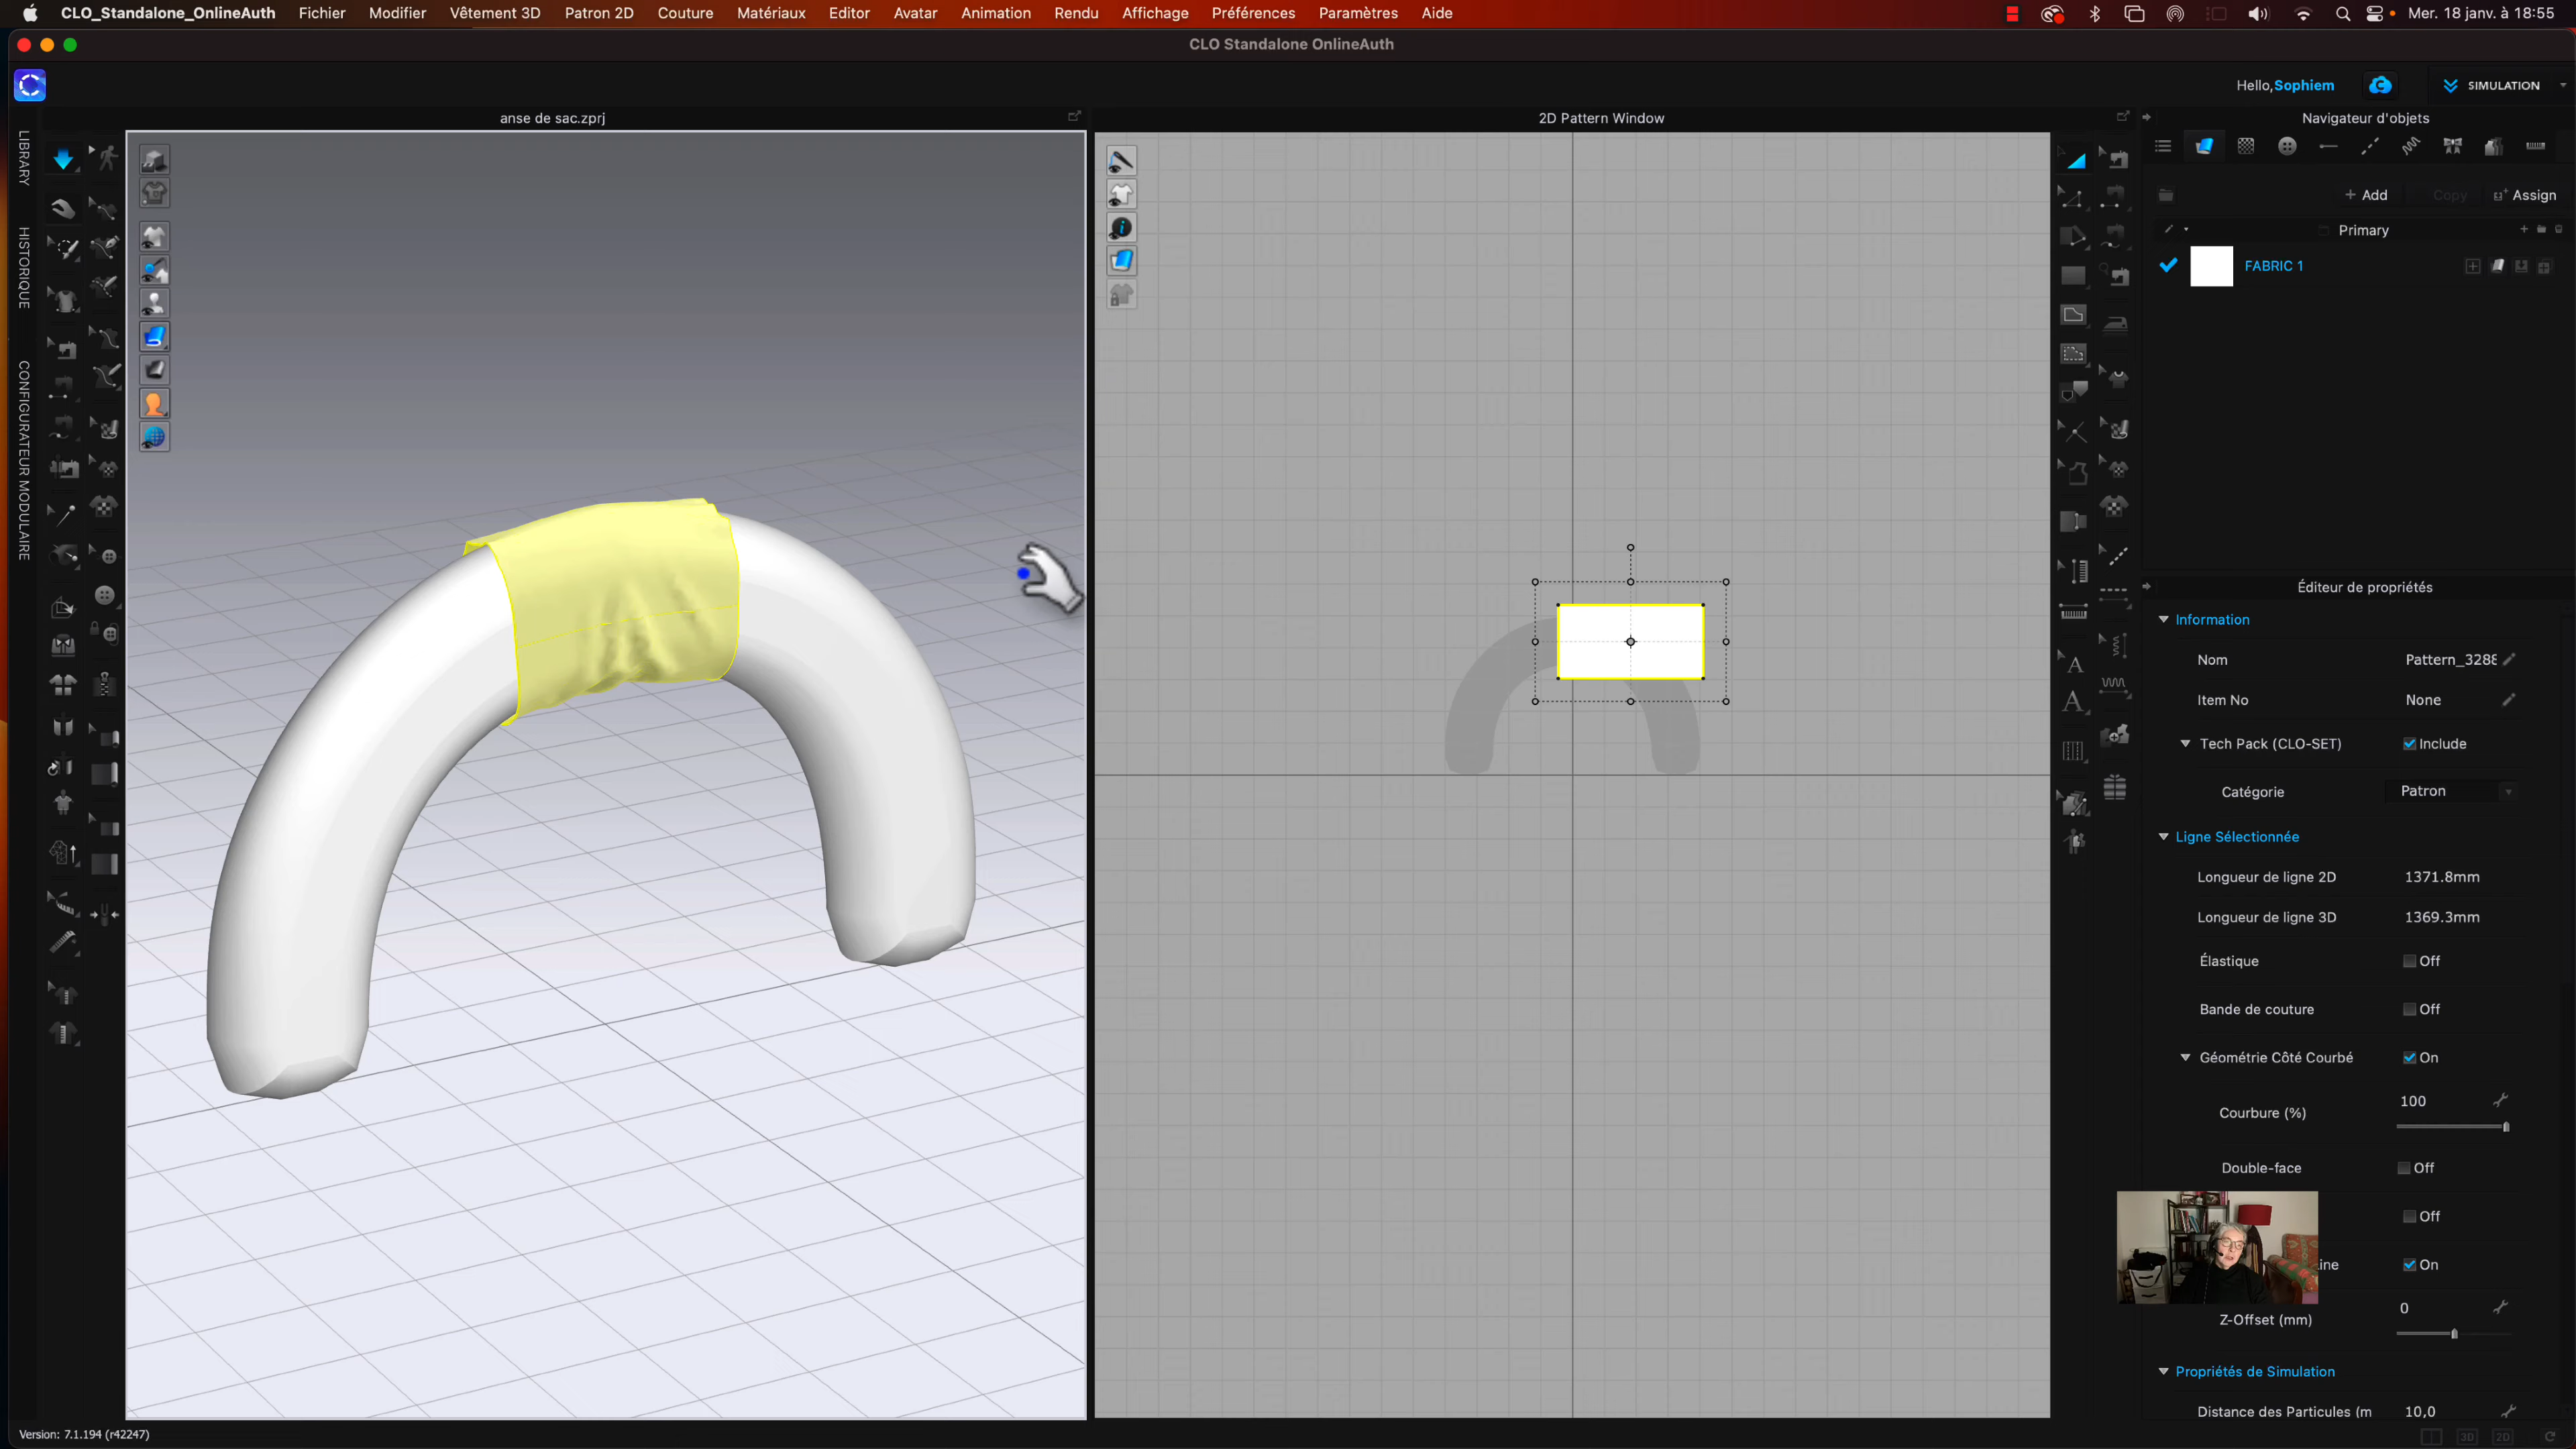 CLO_Standalone_OnlineAuth Fichier Modifier Vêtement 3D Patron 2D Couture Matériaux Editor Avatar Animation Rendu Affichage Préférences Paramètres Aide Mer. 18 janv. à 18:55
CLO Standalone OnlineAuth
Hello,Sophiem SIMULATION
anse de sac.zprj
2D Pattern Window
Navigateur d'objets
LIBRARY
HISTORIQUE
CONFIGURATEUR MODULAIRE
+ Add Copy Assign
Primary
FABRIC 1
Éditeur de propriétés
Information
Nom Pattern_3288
Item No None
Tech Pack (CLO-SET) Include
Catégorie Patron
Ligne Sélectionnée
Longueur de ligne 2D 1371.8mm
Longueur de ligne 3D 1369.3mm
Élastique Off
Bande de couture Off
Géométrie Côté Courbé On
Courbure (%) 100
Double-face Off
Off
ine On
Z-Offset (mm) 0
Propriétés de Simulation
Distance des Particules (m 10,0
Version: 7.1.194 (r42247)
3D 2D